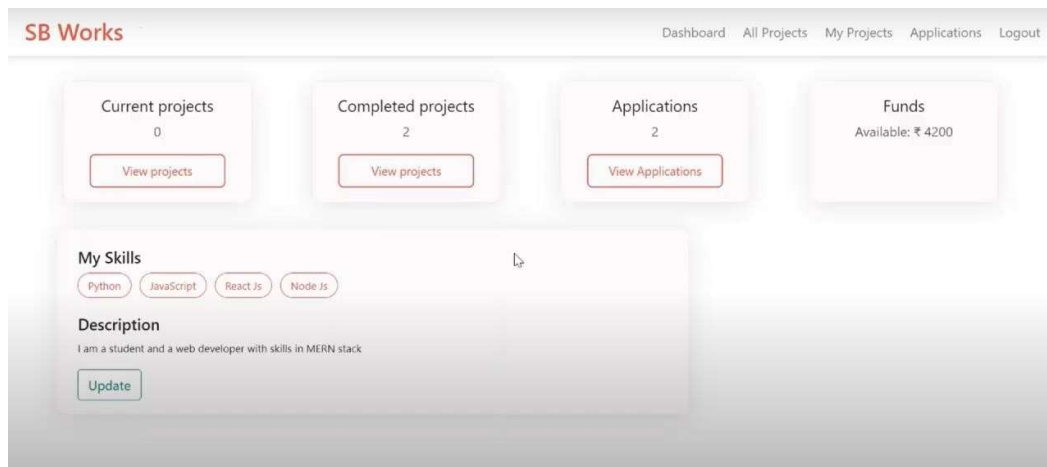 SB Works
Dashboard All Projects My Projects Applications Logout
Current projects
0
View projects
Completed projects
2
View projects
Applications
2
View Applications
Funds
Available: ₹ 4200
My Skills
Python JavaScript React Js Node Js
Description
I am a student and a web developer with skills in MERN stack
Update